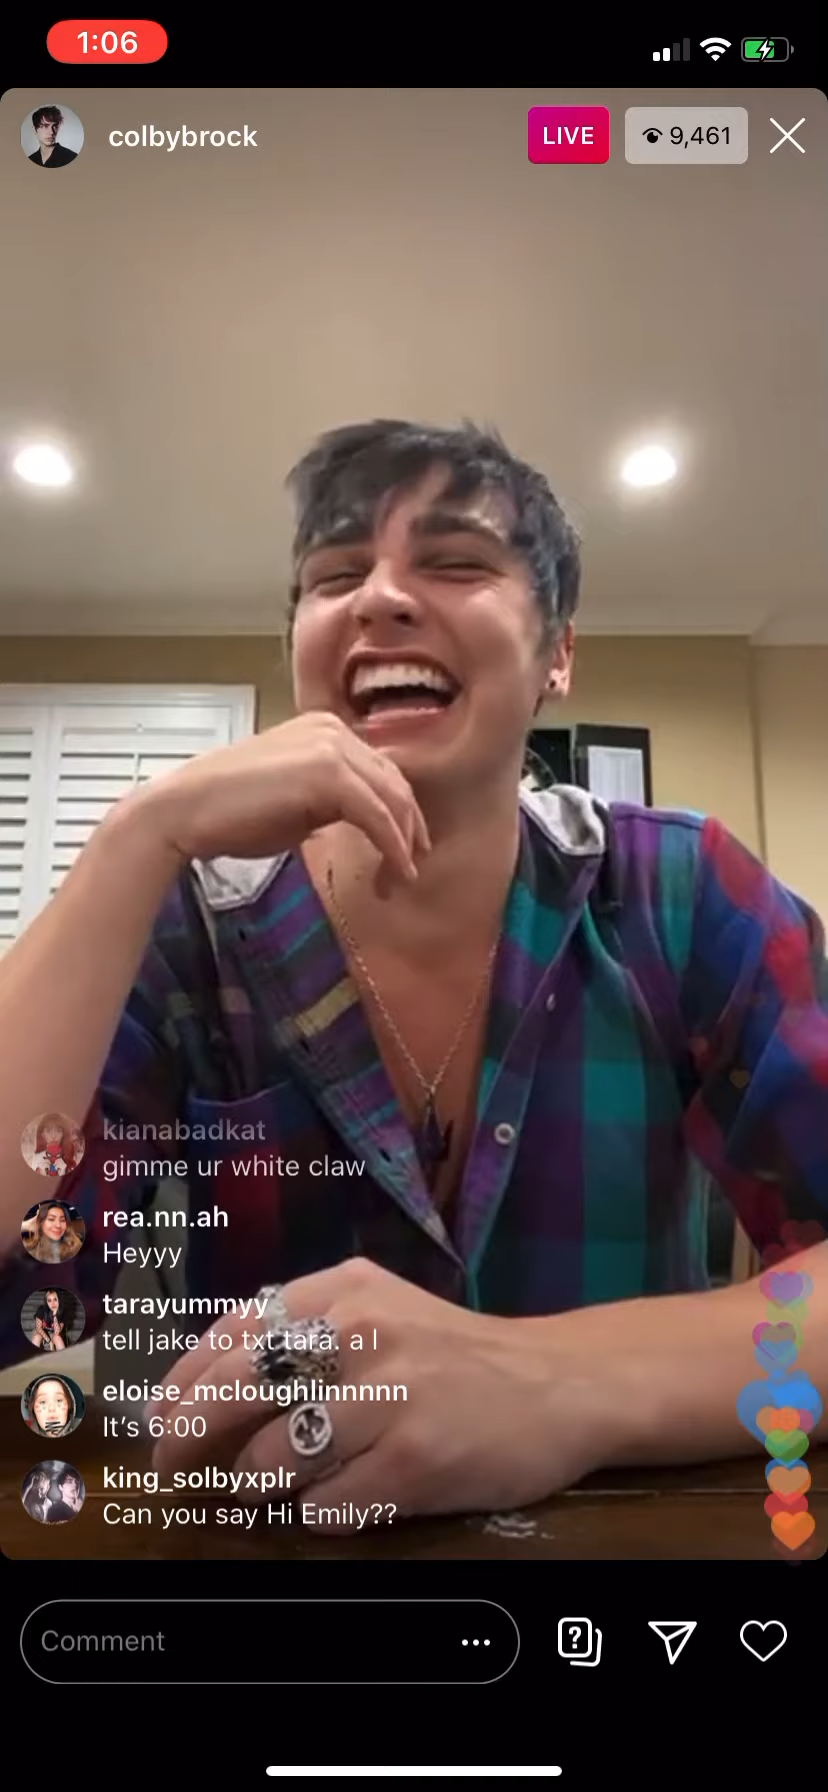 1:06
colbybrock
LIVE
9,461
kianabadkat
gimme ur white claw
rea.nn.ah
Heyyy
tarayummyy
tell jake to txt tara. a l
eloise_mcloughlinnnnn
It’s 6:00
king_solbyxplr
Can you say Hi Emily??
Comment